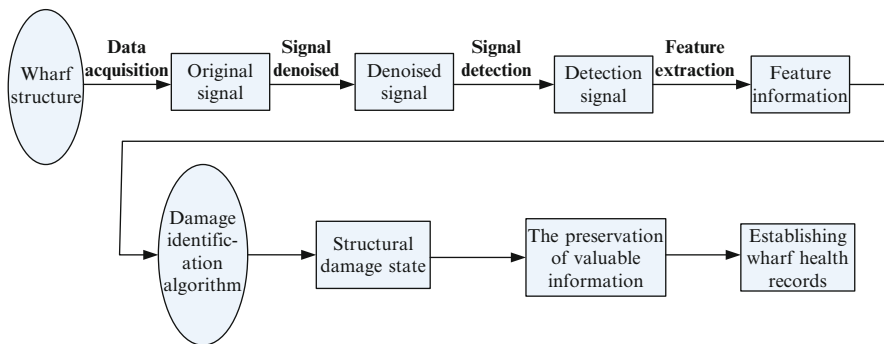 Wharf
structure
Data
acquisition
Original
signal
Signal
denoised
Denoised
signal
Signal
detection
Detection
signal
Feature
extraction
Feature
information
Damage
identific-
ation
algorithm
Structural
damage state
The preservation
of valuable
information
Establishing
wharf health
records